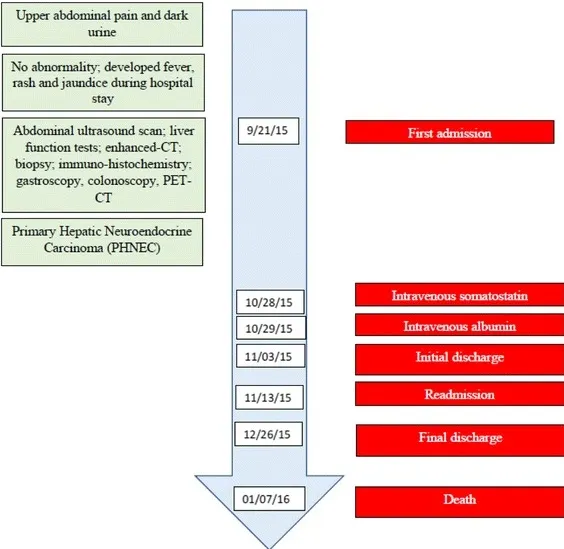 Upper abdominal pain and dark
urine
No abnormality; developed fever,
rash and jaundice during hospital
stay
Abdominal ultrasound scan; liver
function tests; enhanced-CT;
biopsy; immuno-histochemistry;
gastroscopy, colonoscopy, PET-
CT
Primary Hepatic Neuroendocrine
Carcinoma (PHNEC)
9/21/15
First admission
10/28/15
Intravenous somatostatin
10/29/15
Intravenous albumin
11/03/15
Initial discharge
11/13/15
Readmission
12/26/15
Final discharge
01/07/16
Death